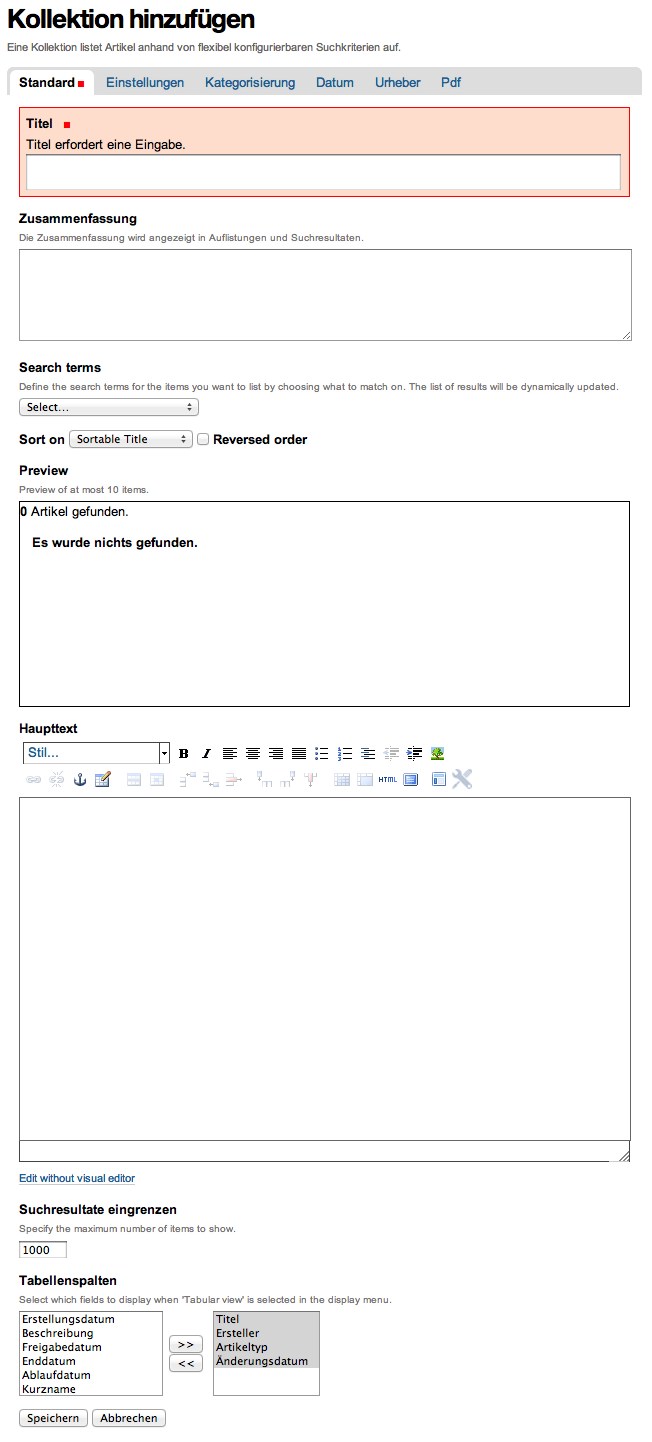 Kollektion hinzufügen
Eine Kollektion listet Artikel anhand von flexibel konfigurierbaren Suchkriterien auf.
Standard Einstellungen Kategorisierung Datum Urheber Pdf
Titel
Titel erfordert eine Eingabe.
Zusammenfassung
Die Zusammenfassung wird angezeigt in Auflistungen und Suchresultaten.
Search terms
Define the search terms for the items you want to list by choosing what to match on. The list of results will be dynamically updated.
Select...
Sort on Sortable Title Reversed order
Preview
Preview of at most 10 items.
0 Artikel gefunden.
Es wurde nichts gefunden.
Haupttext
Stil... B I
HTML
Edit without visual editor
Suchresultate eingrenzen
Specify the maximum number of items to show.
1000
Tabellenspalten
Select which fields to display when 'Tabular view' is selected in the display menu.
Erstellungsdatum Titel
Beschreibung Ersteller
Freigabedatum >> Artikeltyp
Enddatum << Änderungsdatum
Ablaufdatum
Kurzname
Speichern Abbrechen